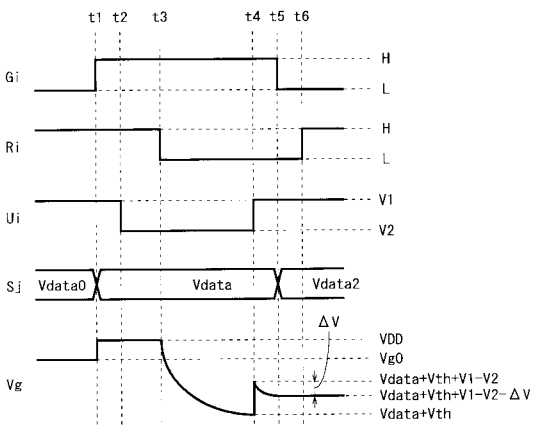 t1 t2 t3 t4 t5 t6
Gi
H
L
Ri
H
L
Ui
V1
V2
Sj
Vdata0
Vdata
Vdata2
ΔV
VDD
Vg0
Vg
Vdata+Vth+V1-V2
Vdata+Vth+V1-V2-ΔV
Vdata+Vth